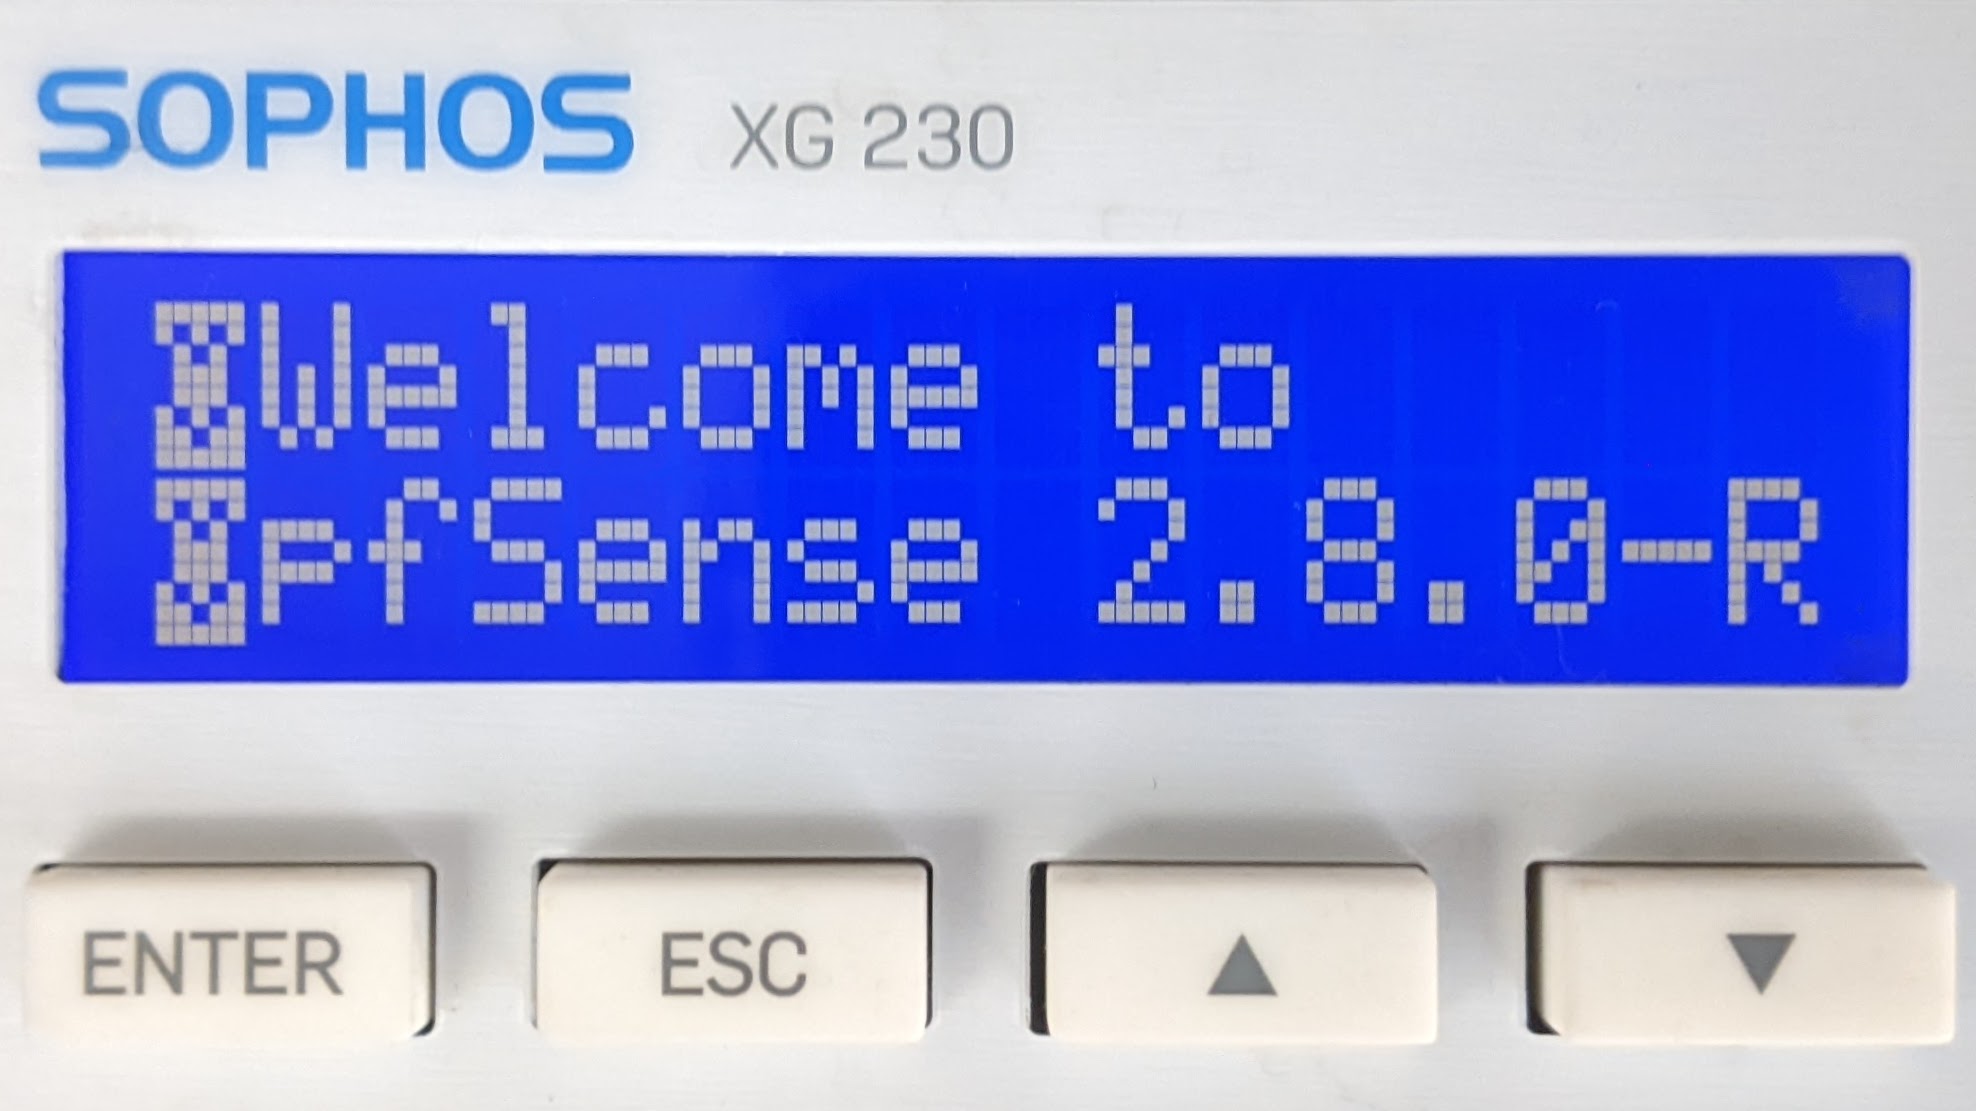 SOPHOS XG 230
Welcome to
pfSense 2.8.0-R
ENTER ESC ▲ ▼